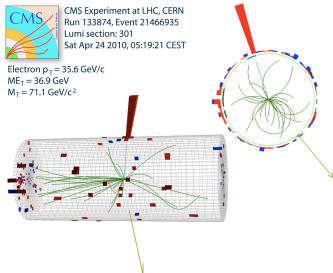 CMS
CMS Experiment at LHC, CERN
Run 133874, Event 21466935
Lumi section: 301
Sat Apr 24 2010, 05:19:21 CEST
Electron pT = 35.6 GeV/c
MET = 36.9 GeV
MT = 71.1 GeV/c²